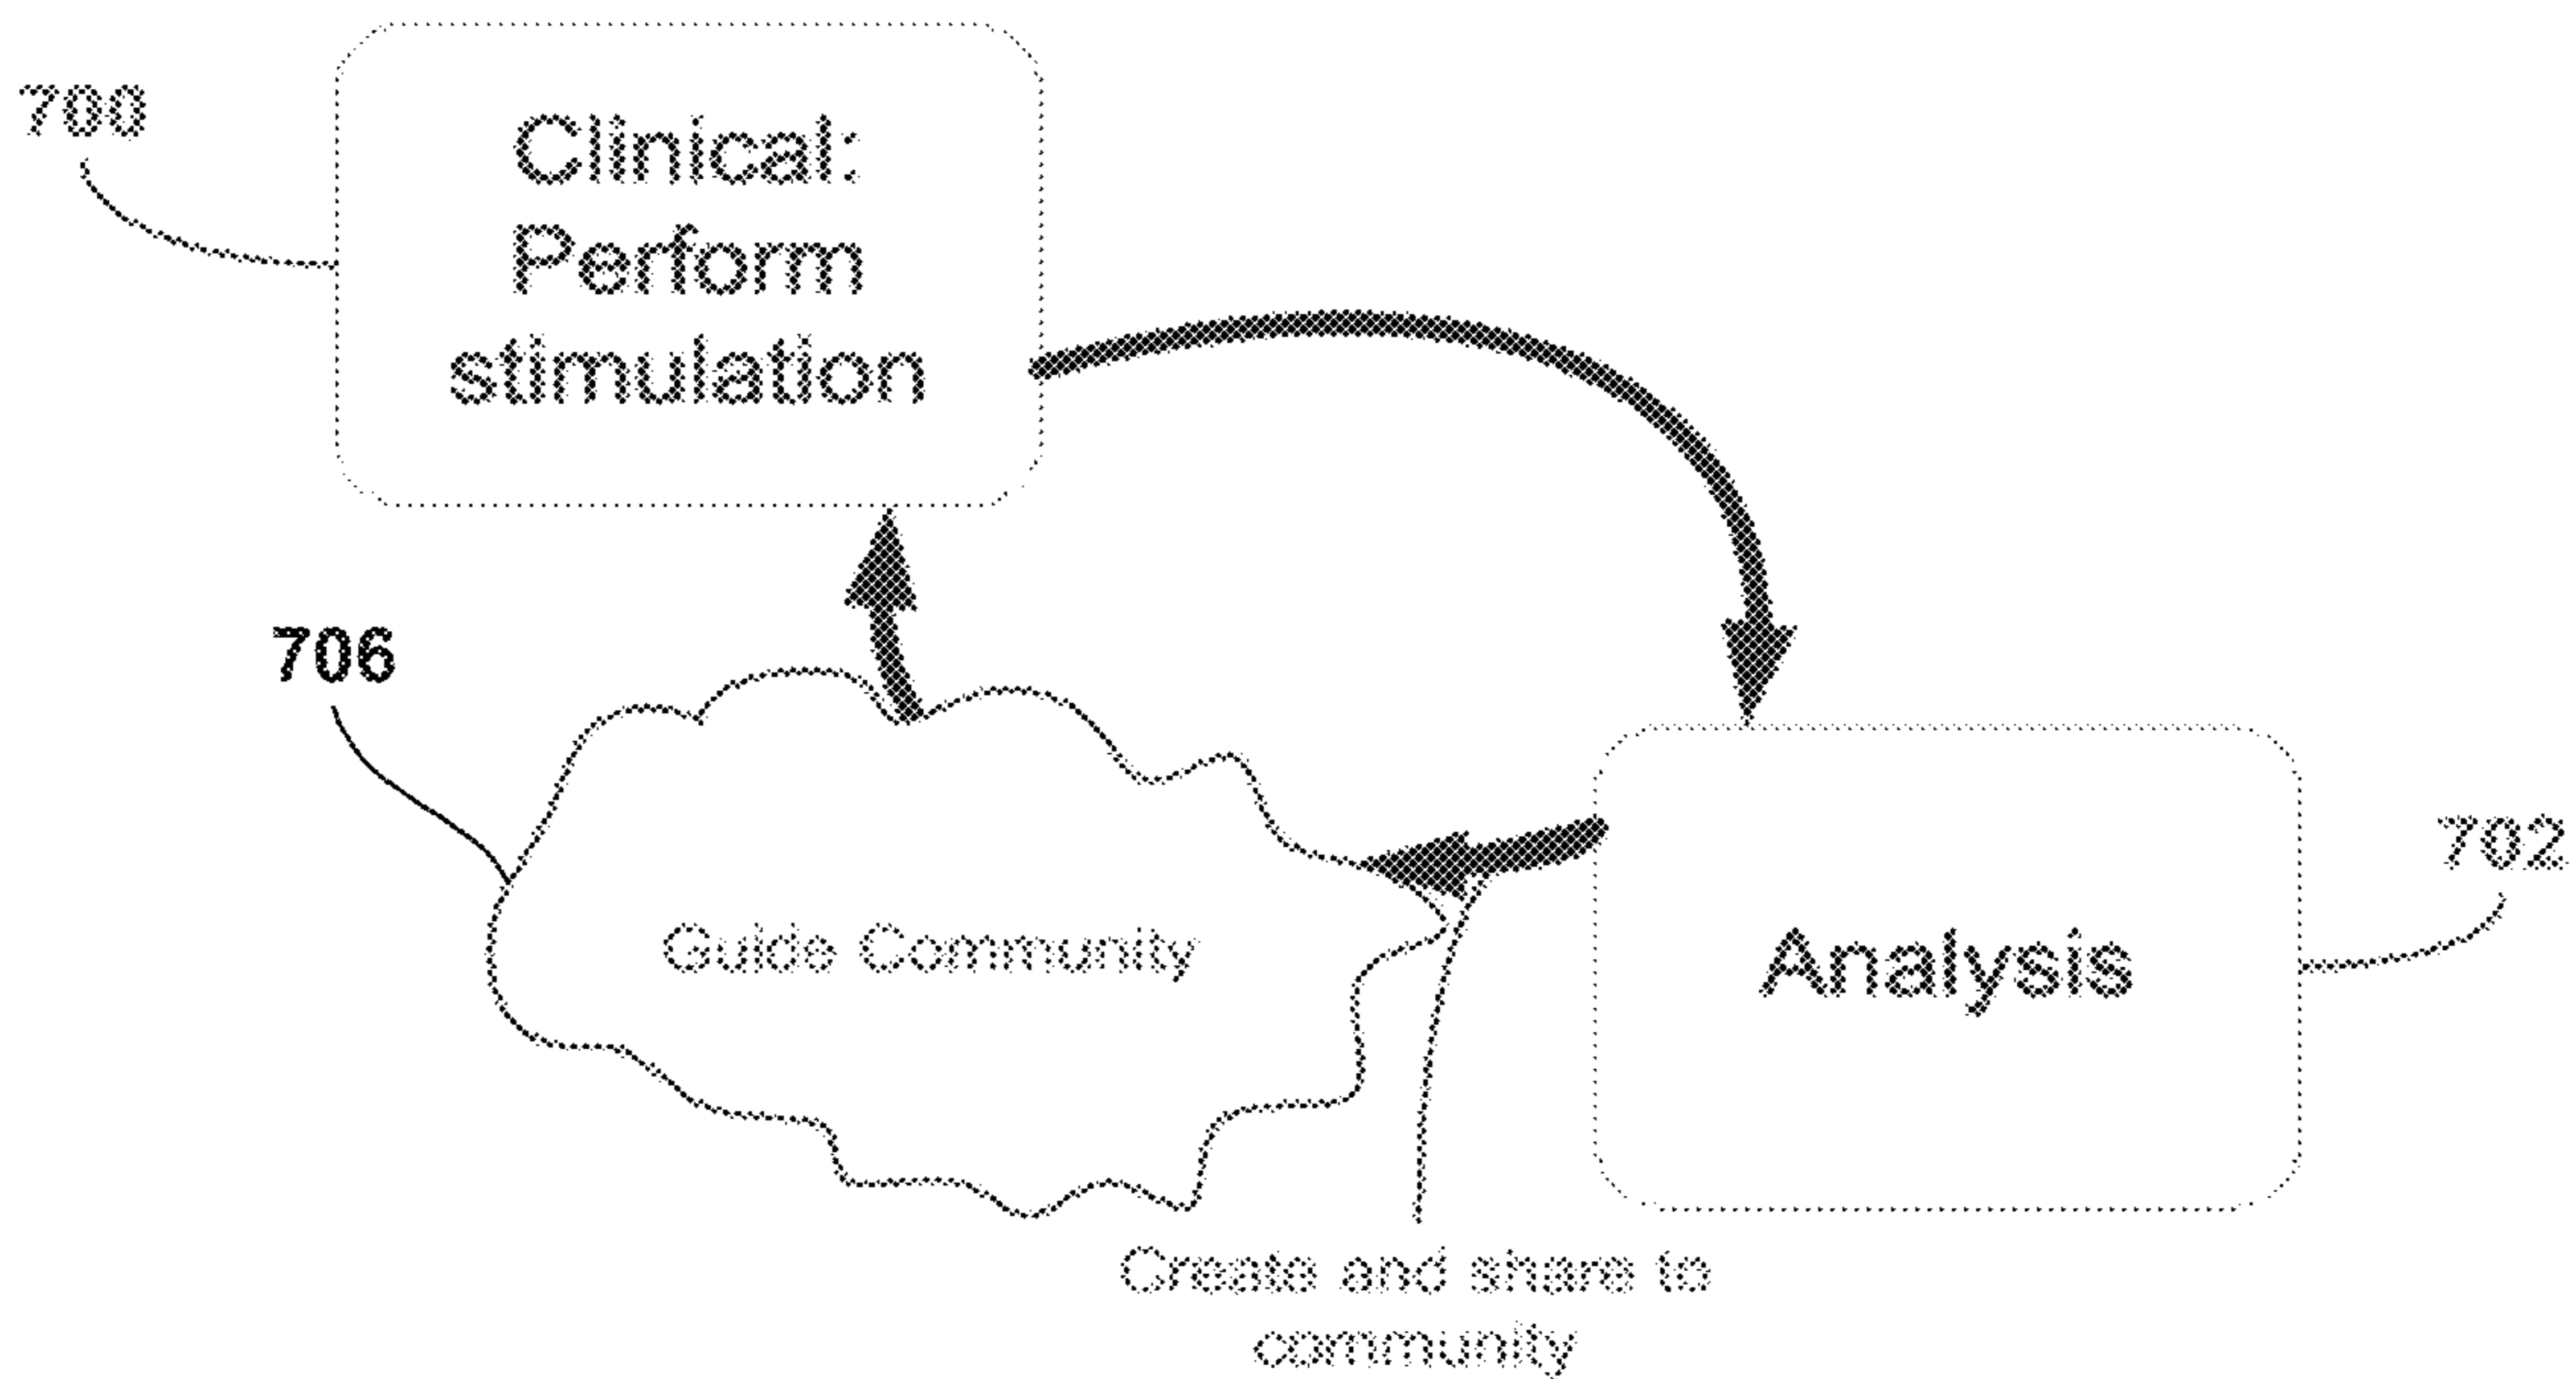 700
Clinical:
Perform
stimulation
706
702
Guide Community
Analysis
Create and share to
community